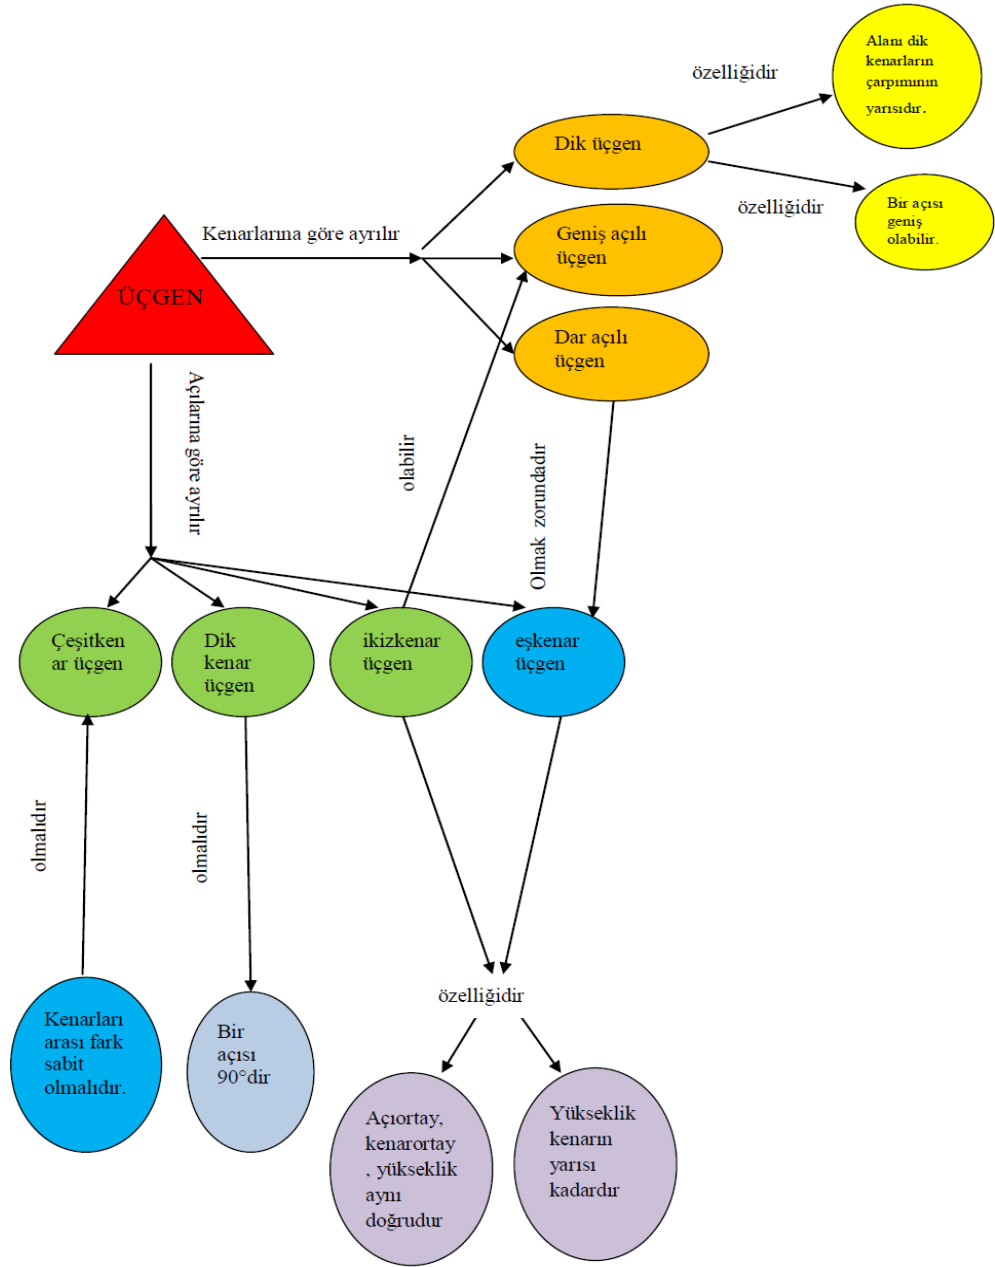 Alanı dik
kenarların
çarpımının
yarısıdır.
özelliğidir
Dik üçgen
özelliğidir
Bir açısı
geniş
olabilir.
Kenarlarına göre ayrılır
Geniş açılı
üçgen
ÜÇGEN
Dar açılı
üçgen
Açılarına göre ayrılır
olabilir
Olmak zorundadır
Çeşitken
ar üçgen
Dik
kenar
üçgen
ikizkenar
üçgen
eşkenar
üçgen
olmalıdır
olmalıdır
özelliğidir
Kenarları
arası fark
sabit
olmalıdır.
Bir
açısı
90°dir
Açıortay,
kenarortay
, yükseklik
aynı
doğrudur
Yükseklik
kenarın
yarısı
kadardır